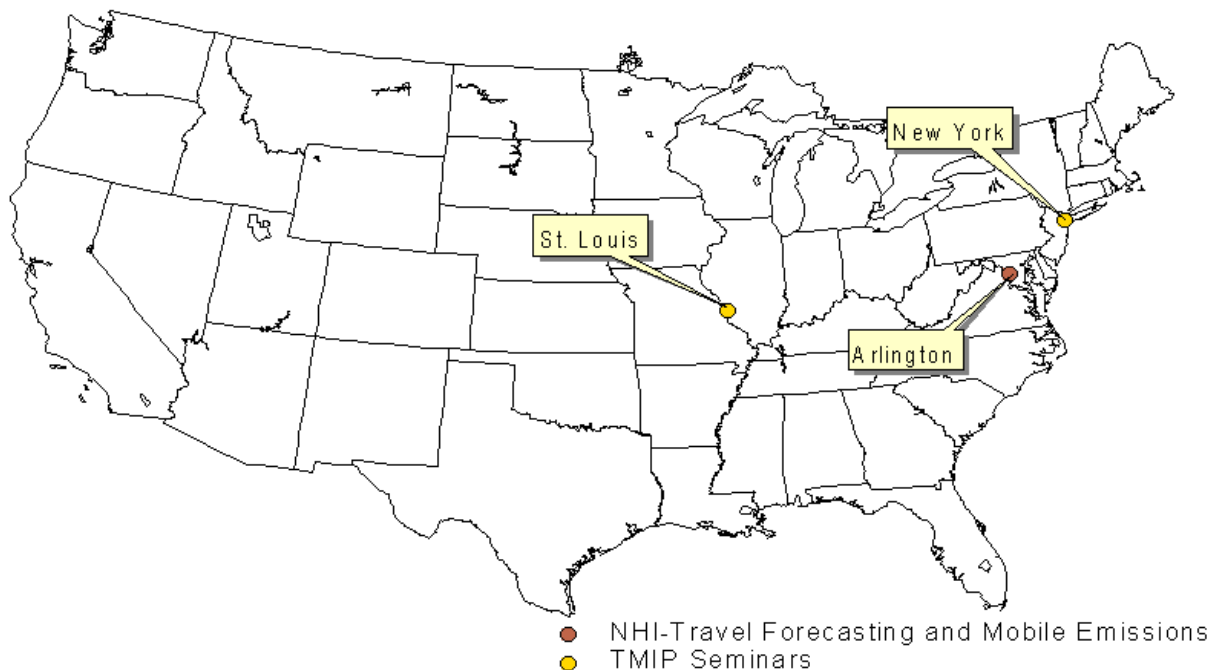 New York
St. Louis
Arlington
NHI-Travel Forecasting and Mobile Emissions
TMIP Seminars